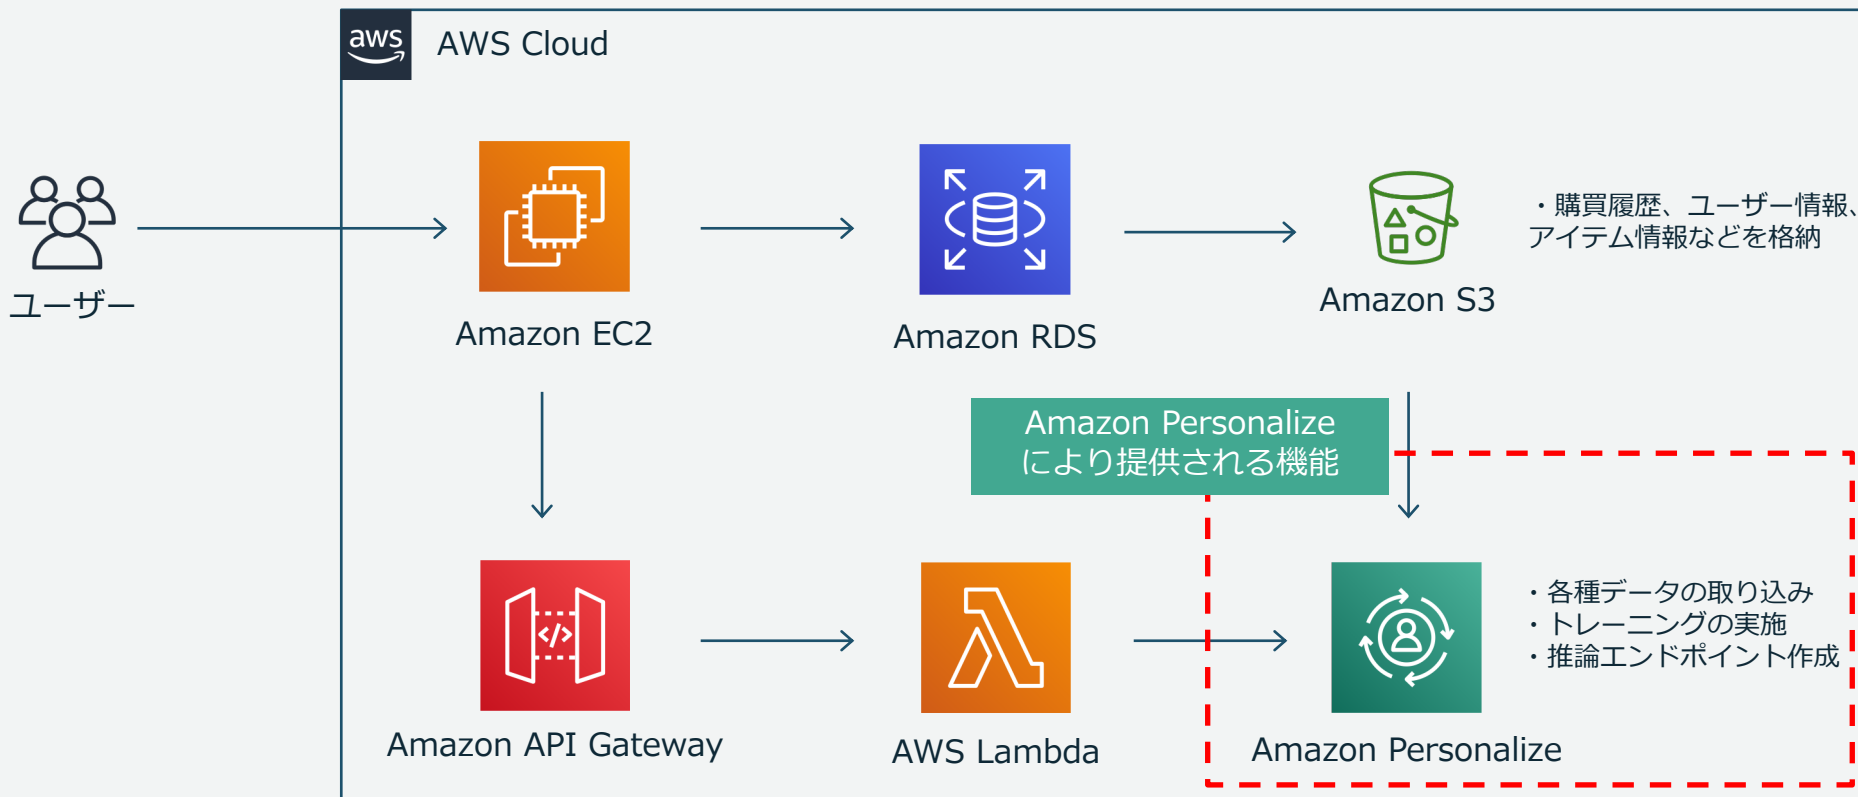 aws
AWS Cloud
ユーザー
Amazon EC2
Amazon RDS
Amazon S3
・購買履歴、ユーザー情報、
アイテム情報などを格納
Amazon Personalize
により提供される機能
</>
Amazon API Gateway
AWS Lambda
Amazon Personalize
・各種データの取り込み
・トレーニングの実施
・推論エンドポイント作成